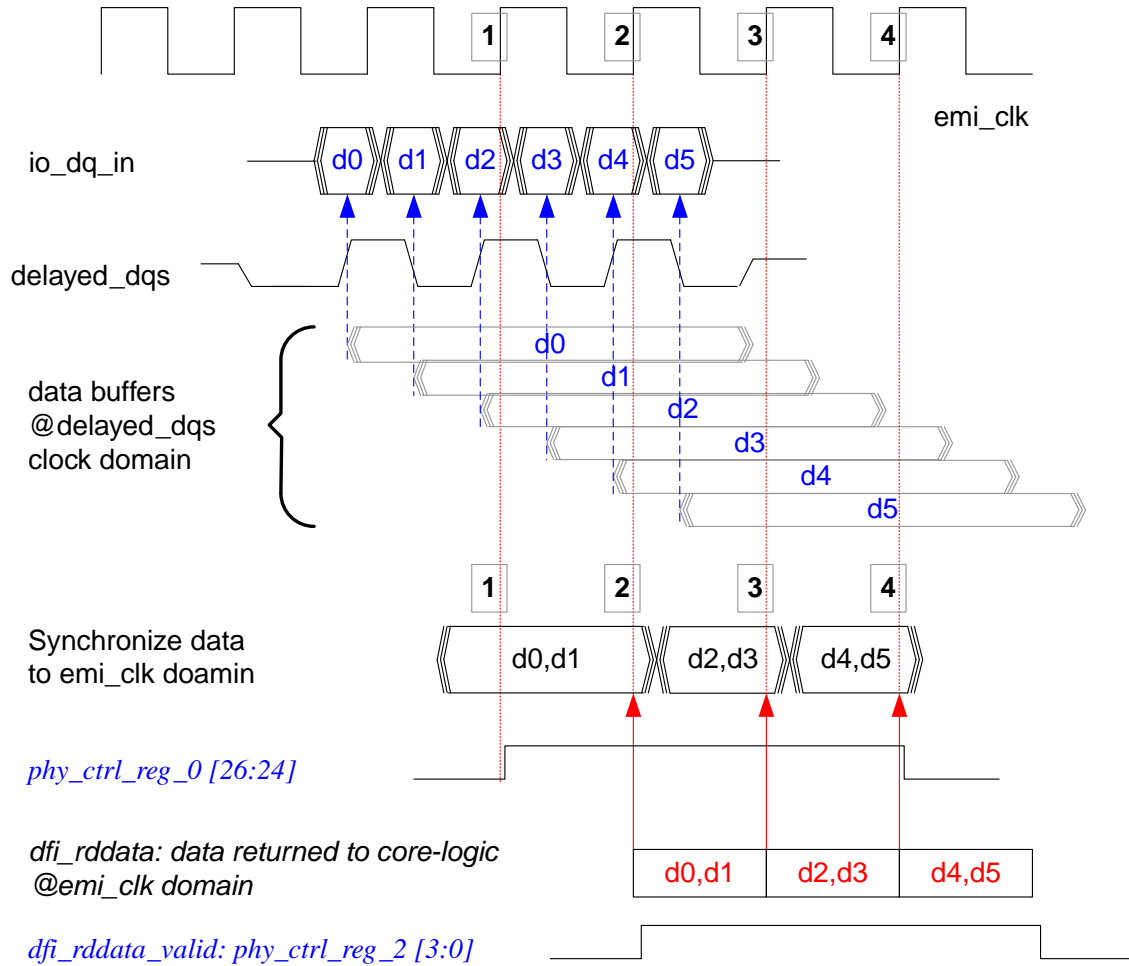 1 2 3 4
emi_clk
io_dq_in
d0 d1 d2 d3 d4 d5
delayed_dqs
d0
d1
data buffers
@delayed_dqs
clock domain
d2
d3
d4
d5
1 2 3 4
Synchronize data
to emi_clk doamin
d0,d1 d2,d3 d4,d5
phy_ctrl_reg_0 [26:24]
dfi_rddata: data returned to core-logic
@emi_clk domain
d0,d1 d2,d3 d4,d5
dfi_rddata_valid: phy_ctrl_reg_2 [3:0]